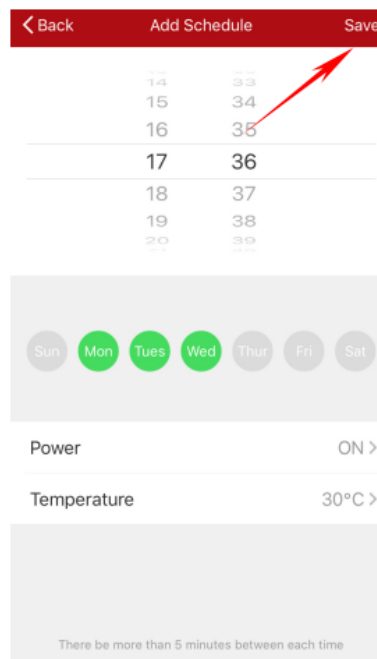 Back Add Schedule Save
14 33
15 34
16 35
17 36
18 37
19 38
20 39
Sun Mon Tues Wed Thur Fri Sat
Power ON >
Temperature 30°C >
There be more than 5 minutes between each time